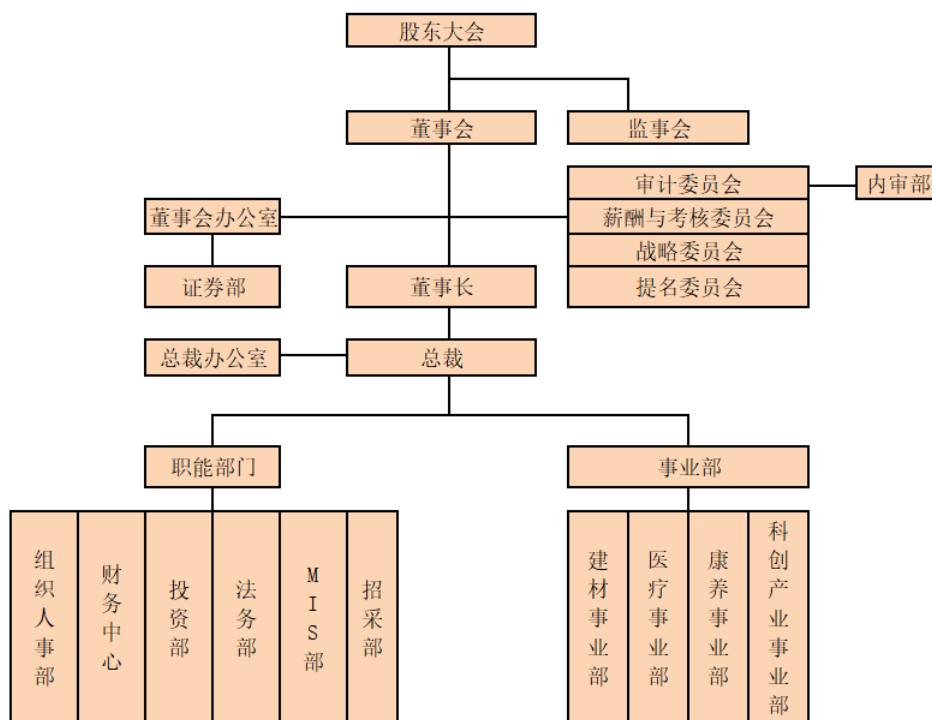 股东大会
董事会
监事会
审计委员会
内审部
董事会办公室
薪酬与考核委员会
战略委员会
证券部
董事长
提名委员会
总裁办公室
总裁
职能部门
事业部
组织人事部
财务中心
投资部
法务部
MIS部
招采部
建材事业部
医疗事业部
康养事业部
科创产业事业部